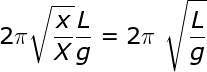 2π√(x/X) L/g = 2π √(L/g)